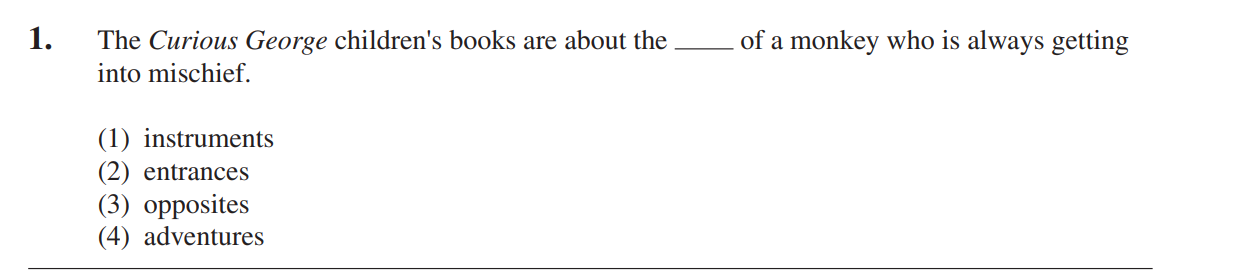 1. The Curious George children's books are about the ____ of a monkey who is always getting
into mischief.
(1) instruments
(2) entrances
(3) opposites
(4) adventures